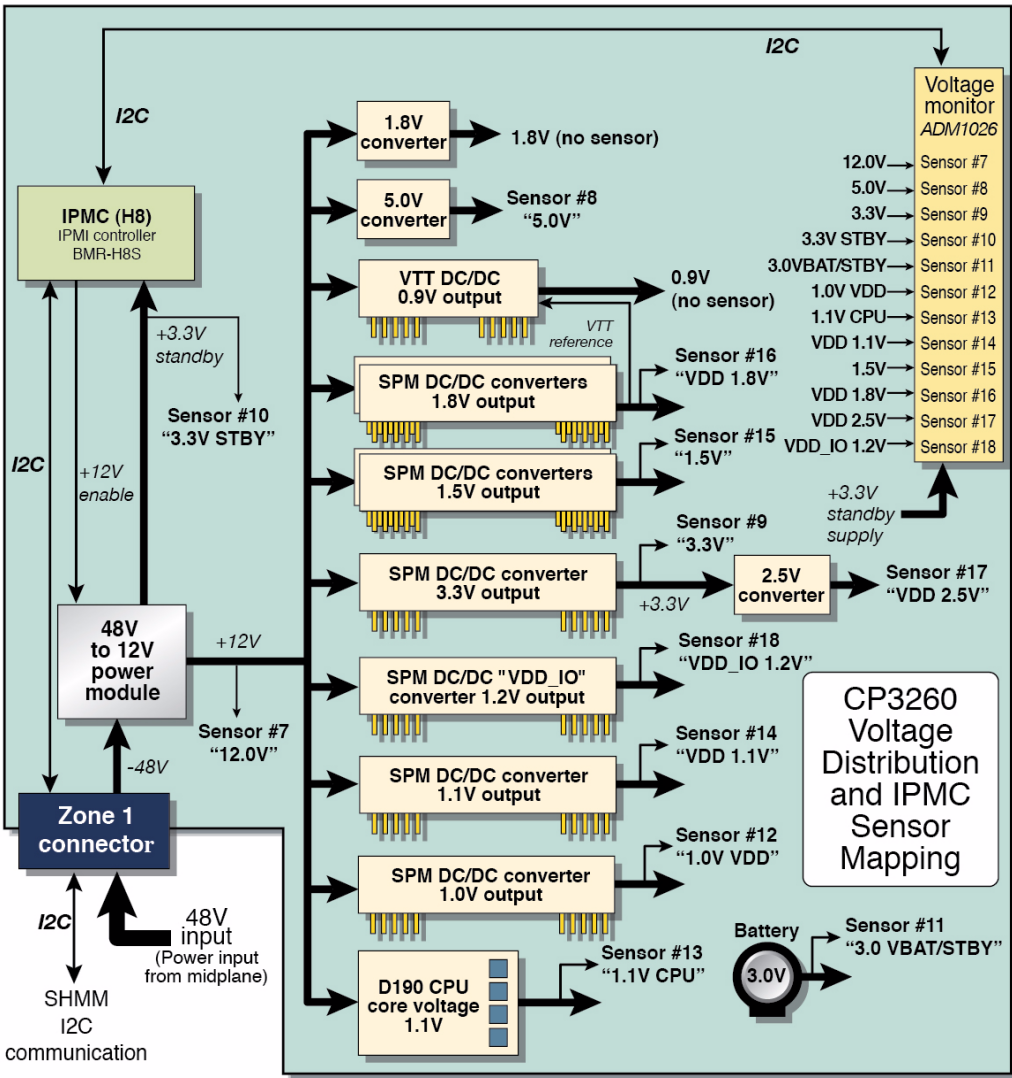 I2C
I2C
Voltage
monitor
ADM1026
12.0V Sensor #7
5.0V Sensor #8
3.3V Sensor #9
3.3V STBY Sensor #10
3.0VBAT/STBY Sensor #11
1.0V VDD Sensor #12
1.1V CPU Sensor #13
VDD 1.1V Sensor #14
1.5V Sensor #15
VDD 1.8V Sensor #16
VDD 2.5V Sensor #17
VDD_IO 1.2V Sensor #18
+3.3V
standby
supply
IPMC (H8)
IPMI controller
BMR-H8S
+3.3V
standby
Sensor #10
“3.3V STBY”
I2C
+12V
enable
48V
to 12V
power
module
+12V
Sensor #7
“12.0V”
-48V
Zone 1
connector
I2C
48V
input
(Power input
from midplane)
SHMM
I2C
communication
1.8V
converter
1.8V (no sensor)
5.0V
converter
Sensor #8
“5.0V”
VTT DC/DC
0.9V output
0.9V
(no sensor)
VTT
reference
SPM DC/DC converters
1.8V output
Sensor #16
“VDD 1.8V”
SPM DC/DC converters
1.5V output
Sensor #15
“1.5V”
SPM DC/DC converter
3.3V output
Sensor #9
“3.3V”
+3.3V
2.5V
converter
Sensor #17
“VDD 2.5V”
SPM DC/DC "VDD_IO"
converter 1.2V output
Sensor #18
“VDD_IO 1.2V”
SPM DC/DC converter
1.1V output
Sensor #14
“VDD 1.1V”
SPM DC/DC converter
1.0V output
Sensor #12
“1.0V VDD”
D190 CPU
core voltage
1.1V
Sensor #13
“1.1V CPU”
Battery
3.0V
Sensor #11
“3.0 VBAT/STBY”
CP3260
Voltage
Distribution
and IPMC
Sensor
Mapping